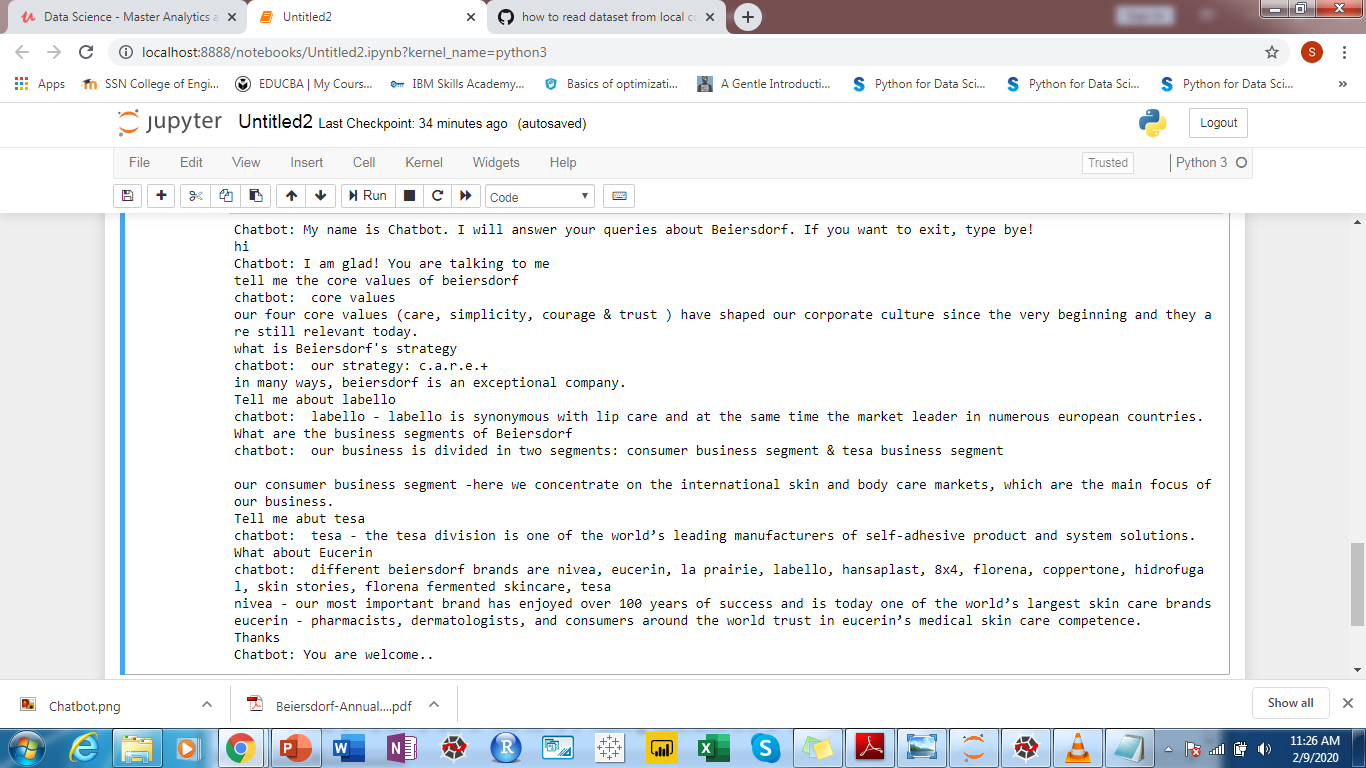 Data Science - Master Analytics a
Untitled2
how to read dataset from local c
localhost:8888/notebooks/Untitled2.ipynb?kernel_name=python3
S
Apps
SSN College of Engi...
EDUCBA | My Cours...
IBM Skills Academy...
Basics of optimizati...
A Gentle Introducti...
Python for Data Sci...
Python for Data Sci...
Python for Data Sci...
jupyter Untitled2 Last Checkpoint: 34 minutes ago (autosaved)
Logout
File Edit View Insert Cell Kernel Widgets Help
Trusted
Python 3
Run
Code
Chatbot: My name is Chatbot. I will answer your queries about Beiersdorf. If you want to exit, type bye!
hi
Chatbot: I am glad! You are talking to me
tell me the core values of beiersdorf
chatbot:  core values
our four core values (care, simplicity, courage & trust ) have shaped our corporate culture since the very beginning and they a
re still relevant today.
what is Beiersdorf's strategy
chatbot:  our strategy: c.a.r.e.+
in many ways, beiersdorf is an exceptional company.
Tell me about labello
chatbot:  labello - labello is synonymous with lip care and at the same time the market leader in numerous european countries.
What are the business segments of Beiersdorf
chatbot:  our business is divided in two segments: consumer business segment & tesa business segment
our consumer business segment -here we concentrate on the international skin and body care markets, which are the main focus of
our business.
Tell me abut tesa
chatbot:  tesa - the tesa division is one of the world’s leading manufacturers of self-adhesive product and system solutions.
What about Eucerin
chatbot:  different beiersdorf brands are nivea, eucerin, la prairie, labello, hansaplast, 8x4, florena, coppertone, hidrofuga
l, skin stories, florena fermented skincare, tesa
nivea - our most important brand has enjoyed over 100 years of success and is today one of the world’s largest skin care brands
eucerin - pharmacists, dermatologists, and consumers around the world trust in eucerin’s medical skin care competence.
Thanks
Chatbot: You are welcome..
Chatbot.png
Beiersdorf-Annual....pdf
Show all
11:26 AM
2/9/2020